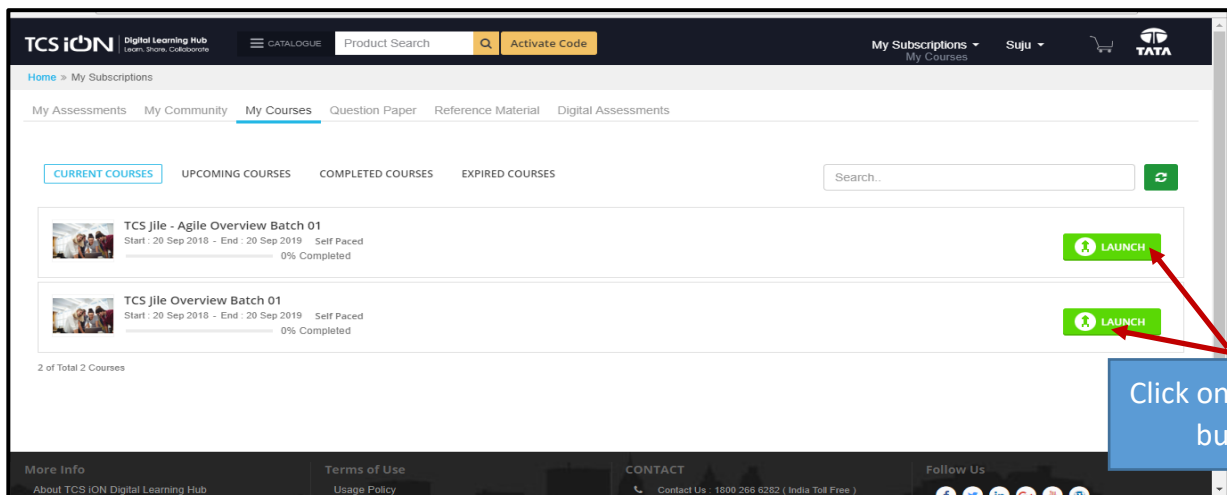 TCS iON Digital Learning Hub CATALOGUE Product Search Activate Code My Subscriptions Suju
Learn. Share. Collaborate My Courses TATA
Home » My Subscriptions
My Assessments My Community My Courses Question Paper Reference Material Digital Assessments
CURRENT COURSES UPCOMING COURSES COMPLETED COURSES EXPIRED COURSES Search..
TCS Jile - Agile Overview Batch 01
Start : 20 Sep 2018 - End : 20 Sep 2019 Self Paced
0% Completed
LAUNCH
TCS Jile Overview Batch 01
Start : 20 Sep 2018 - End : 20 Sep 2019 Self Paced
0% Completed
LAUNCH
2 of Total 2 Courses
Click on
bu
More Info Terms of Use CONTACT Follow Us
About TCS iON Digital Learning Hub Usage Policy Contact Us : 1800 266 6282 ( India Toll Free )